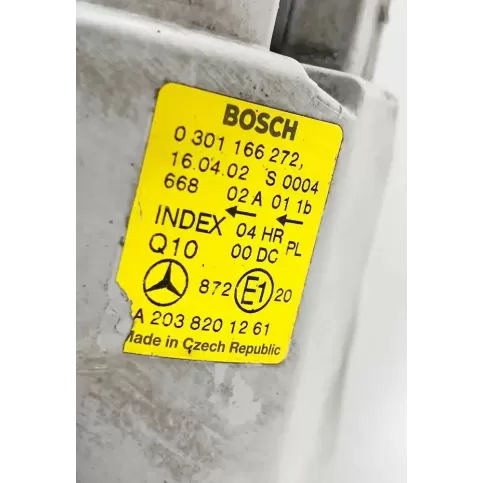 BOSCH
0 301 166 272,
16.04.02 S 0004
668 02 A 01 1b
INDEX 04 HR PL
Q10 00 DC
872 E1 20
A 203 820 12 61
Made in Czech Republic